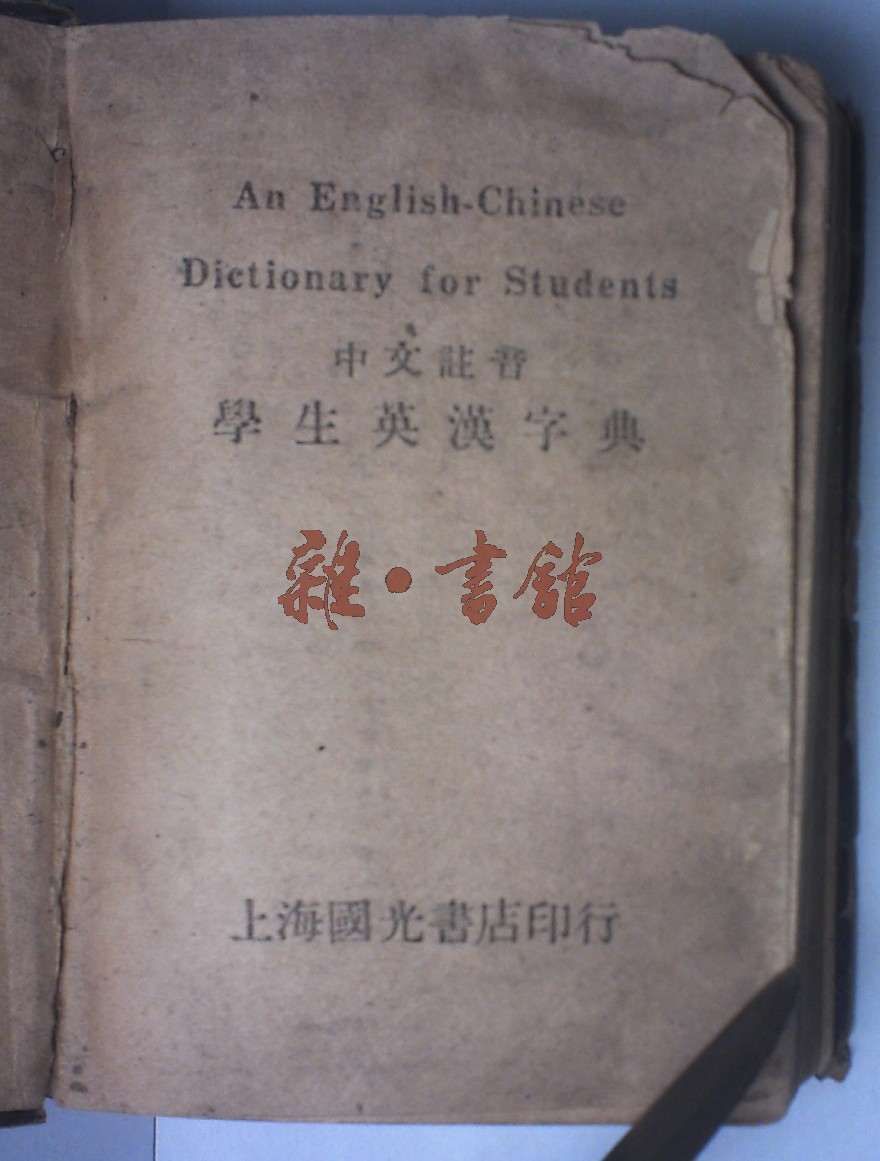 An English-Chinese
Dictionary for Students
中文註音
學生英漢字典
雜·書館
上海國光書店印行